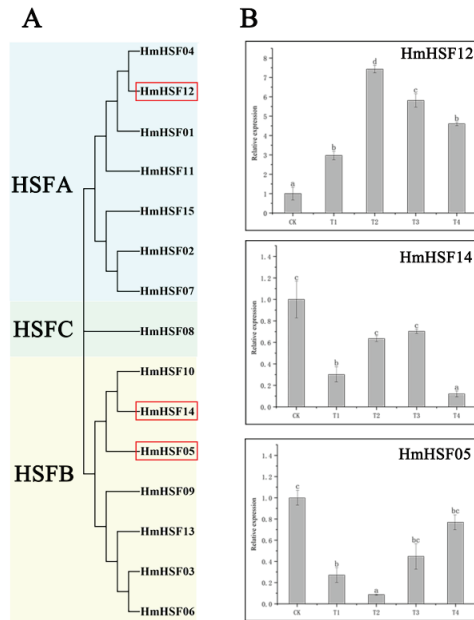 A
HSFA
HSFC
HSFB
HmHSF04
HmHSF12
HmHSF01
HmHSF11
HmHSF15
HmHSF02
HmHSF07
HmHSF08
HmHSF10
HmHSF14
HmHSF05
HmHSF09
HmHSF13
HmHSF03
HmHSF06
B
HmHSF12
Relative expression
8
7
6
5
4
3
2
1
0
a
b
d
c
b
CK T1 T2 T3 T4
HmHSF14
Relative expression
1.4
1.2
1.0
0.8
0.6
0.4
0.2
0.0
c
b
c
c
a
CK T1 T2 T3 T4
HmHSF05
Relative expression
1.4
1.2
1.0
0.8
0.6
0.4
0.2
0.0
c
b
a
bc
bc
CK T1 T2 T3 T4